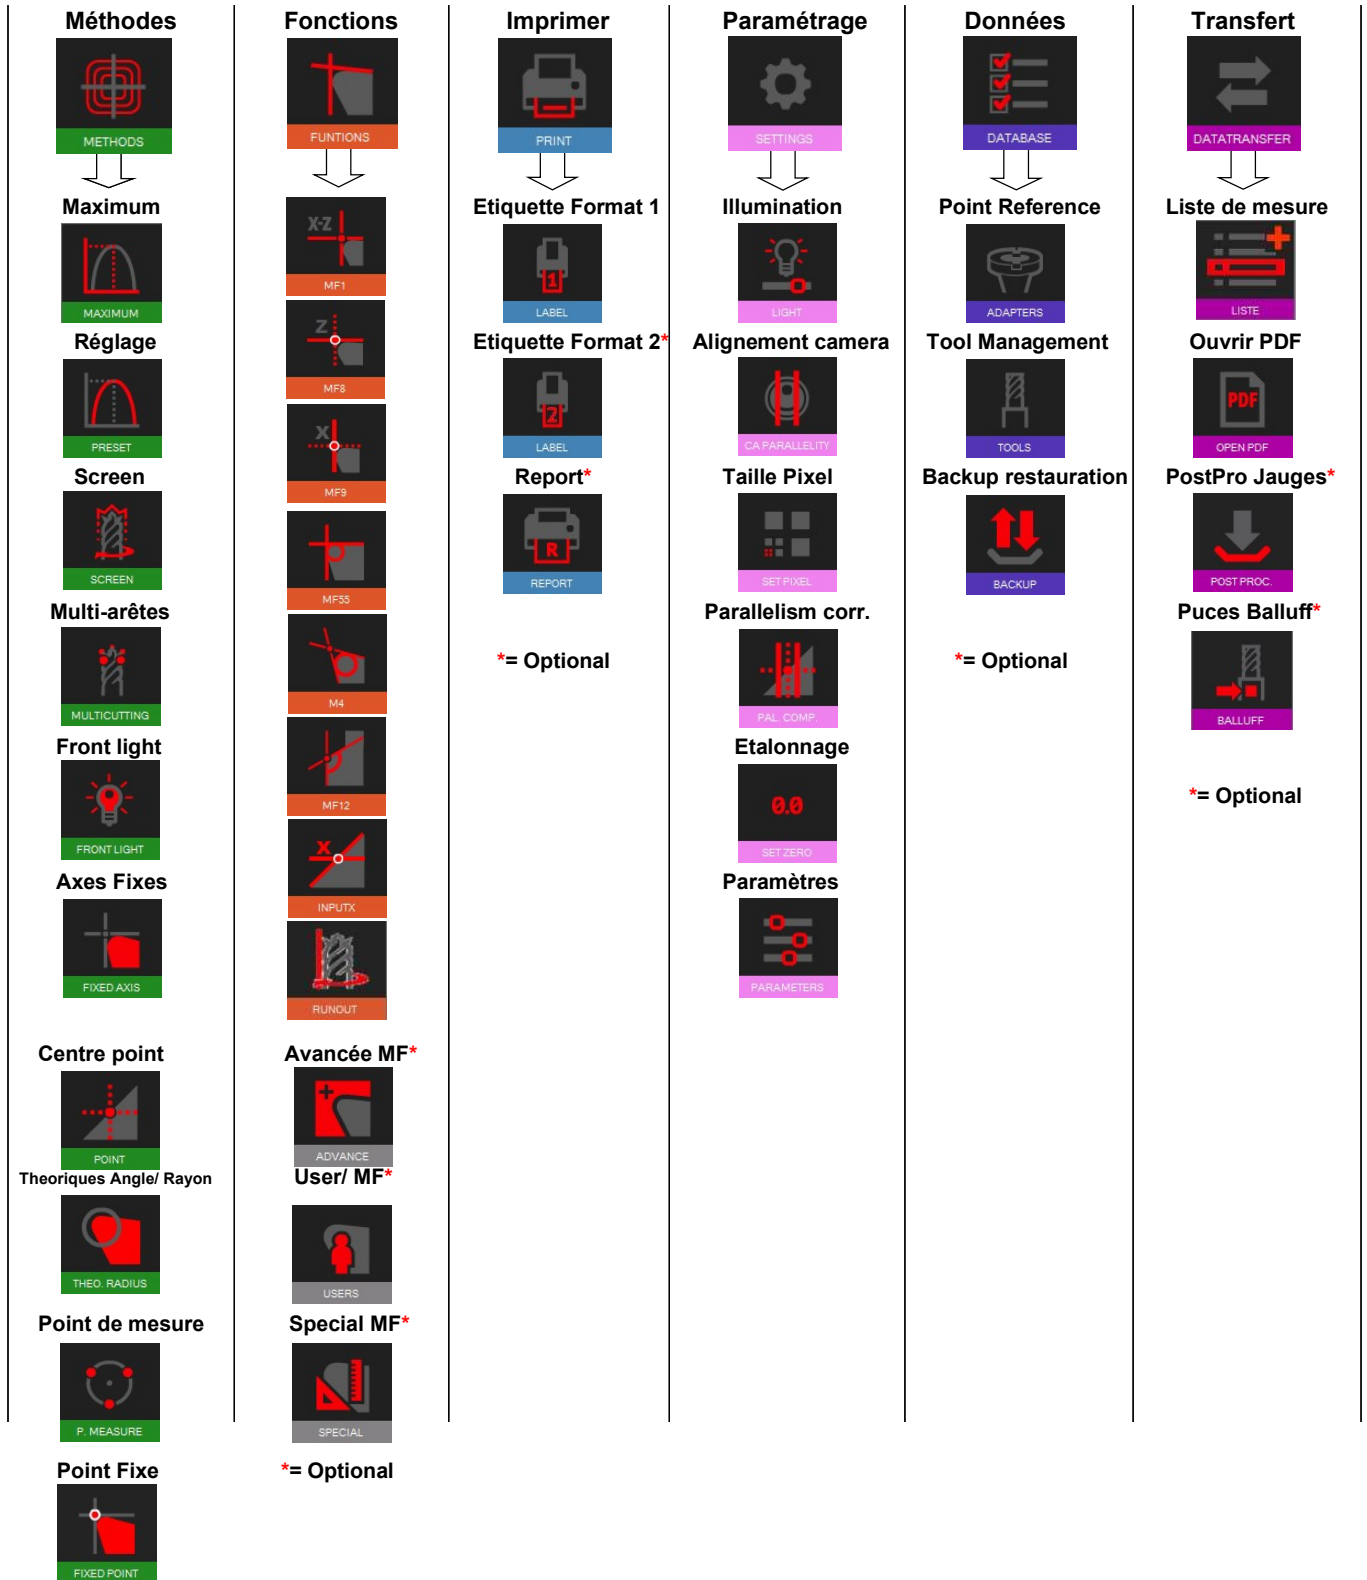 Méthodes
METHODS
Maximum
MAXIMUM
Réglage
PRESET
Screen
SCREEN
Multi-arêtes
MULTICUTTING
Front light
FRONT LIGHT
Axes Fixes
FIXED AXIS
Centre point
POINT
Theoriques Angle/ Rayon
THEO. RADIUS
Point de mesure
P. MEASURE
Point Fixe
FIXED POINT
Fonctions
FUNTIONS
X-Z
MF1
Z
MF8
X
MF9
MF55
M4
MF12
X
INPUTX
RUNOUT
Avancée MF*
ADVANCE
User/ MF*
USERS
Special MF*
SPECIAL
*= Optional
Imprimer
PRINT
Etiquette Format 1
1
LABEL
Etiquette Format 2*
2
LABEL
Report*
R
REPORT
*= Optional
Paramétrage
SETTINGS
Illumination
LIGHT
Alignement camera
CA PARALLELITY
Taille Pixel
SET PIXEL
Parallelism corr.
PAL. COMP.
Etalonnage
0.0
SET ZERO
Paramètres
PARAMETERS
Données
DATABASE
Point Reference
ADAPTERS
Tool Management
TOOLS
Backup restauration
BACKUP
*= Optional
Transfert
DATATRANSFER
Liste de mesure
LISTE
Ouvrir PDF
PDF
OPEN PDF
PostPro Jauges*
POST PROC.
Puces Balluff*
BALLUFF
*= Optional